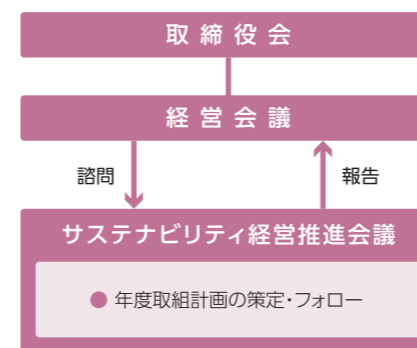 取締役会
経営会議
諮問
報告
サステナビリティ経営推進会議
● 年度取組計画の策定・フォロー